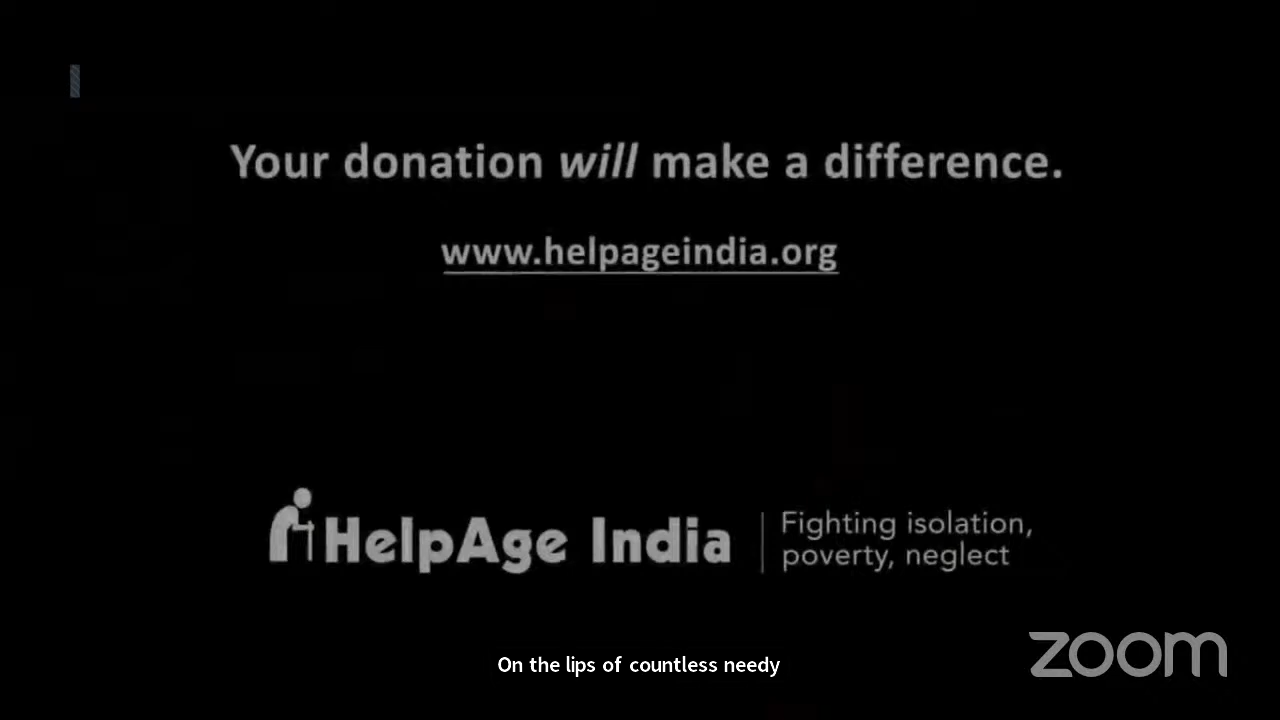 Your donation will make a difference.
www.helpageindia.org
HelpAge India
Fighting isolation,
poverty, neglect
On the lips of countless needy
zoom